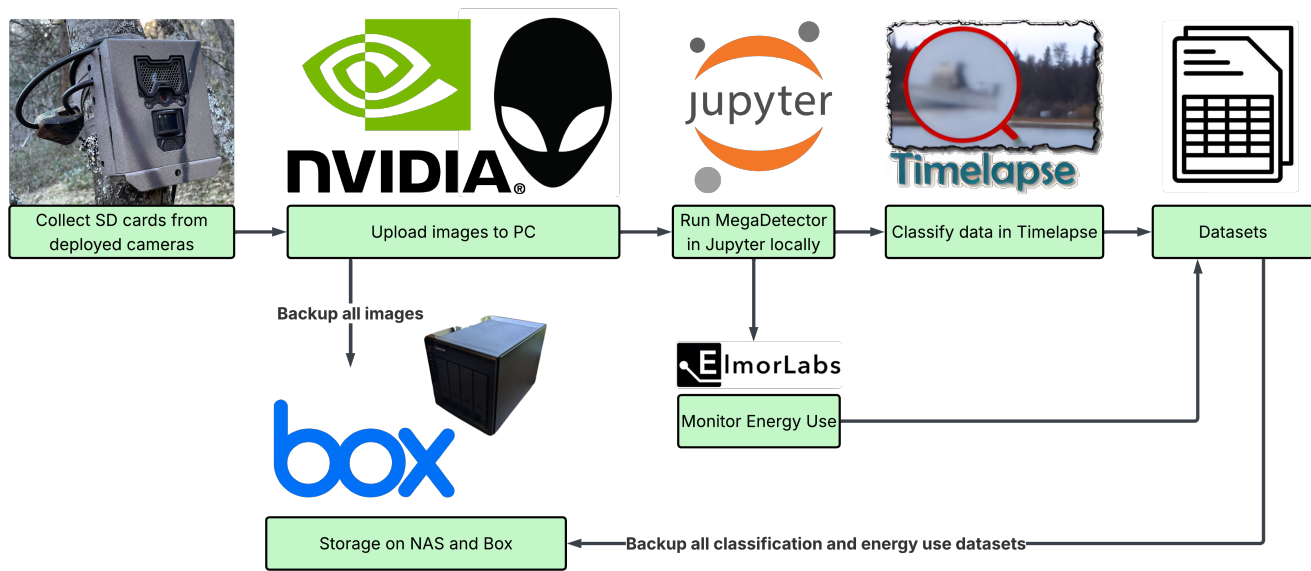 NVIDIA®
jupyter
Timelapse
Collect SD cards from
deployed cameras
Upload images to PC
Run MegaDetector
in Jupyter locally
Classify data in Timelapse
Datasets
Backup all images
ElmorLabs
Monitor Energy Use
box
Storage on NAS and Box
Backup all classification and energy use datasets